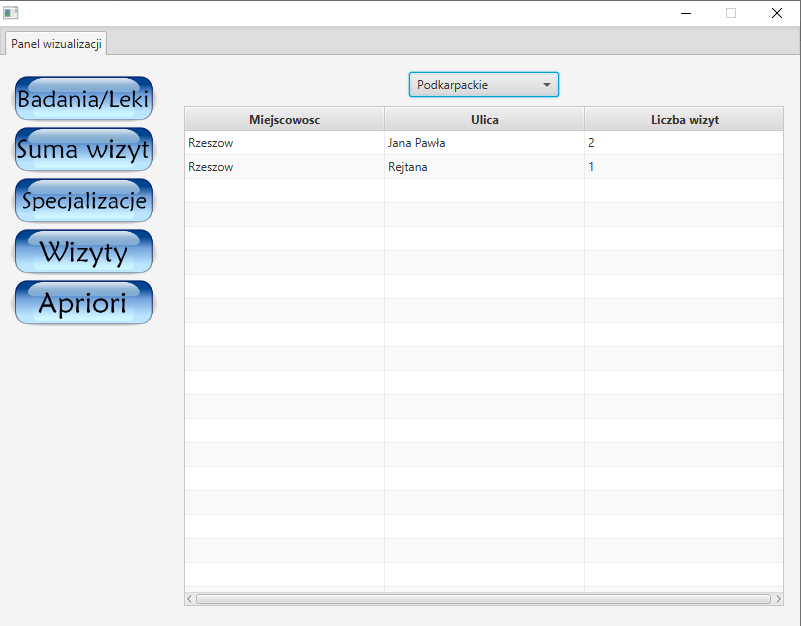 Panel wizualizacji
Badania/Leki
Suma wizyt
Specjalizacje
Wizyty
Apriori
Podkarpackie
Miejscowosc Ulica Liczba wizyt
Rzeszow Jana Pawła 2
Rzeszow Rejtana 1